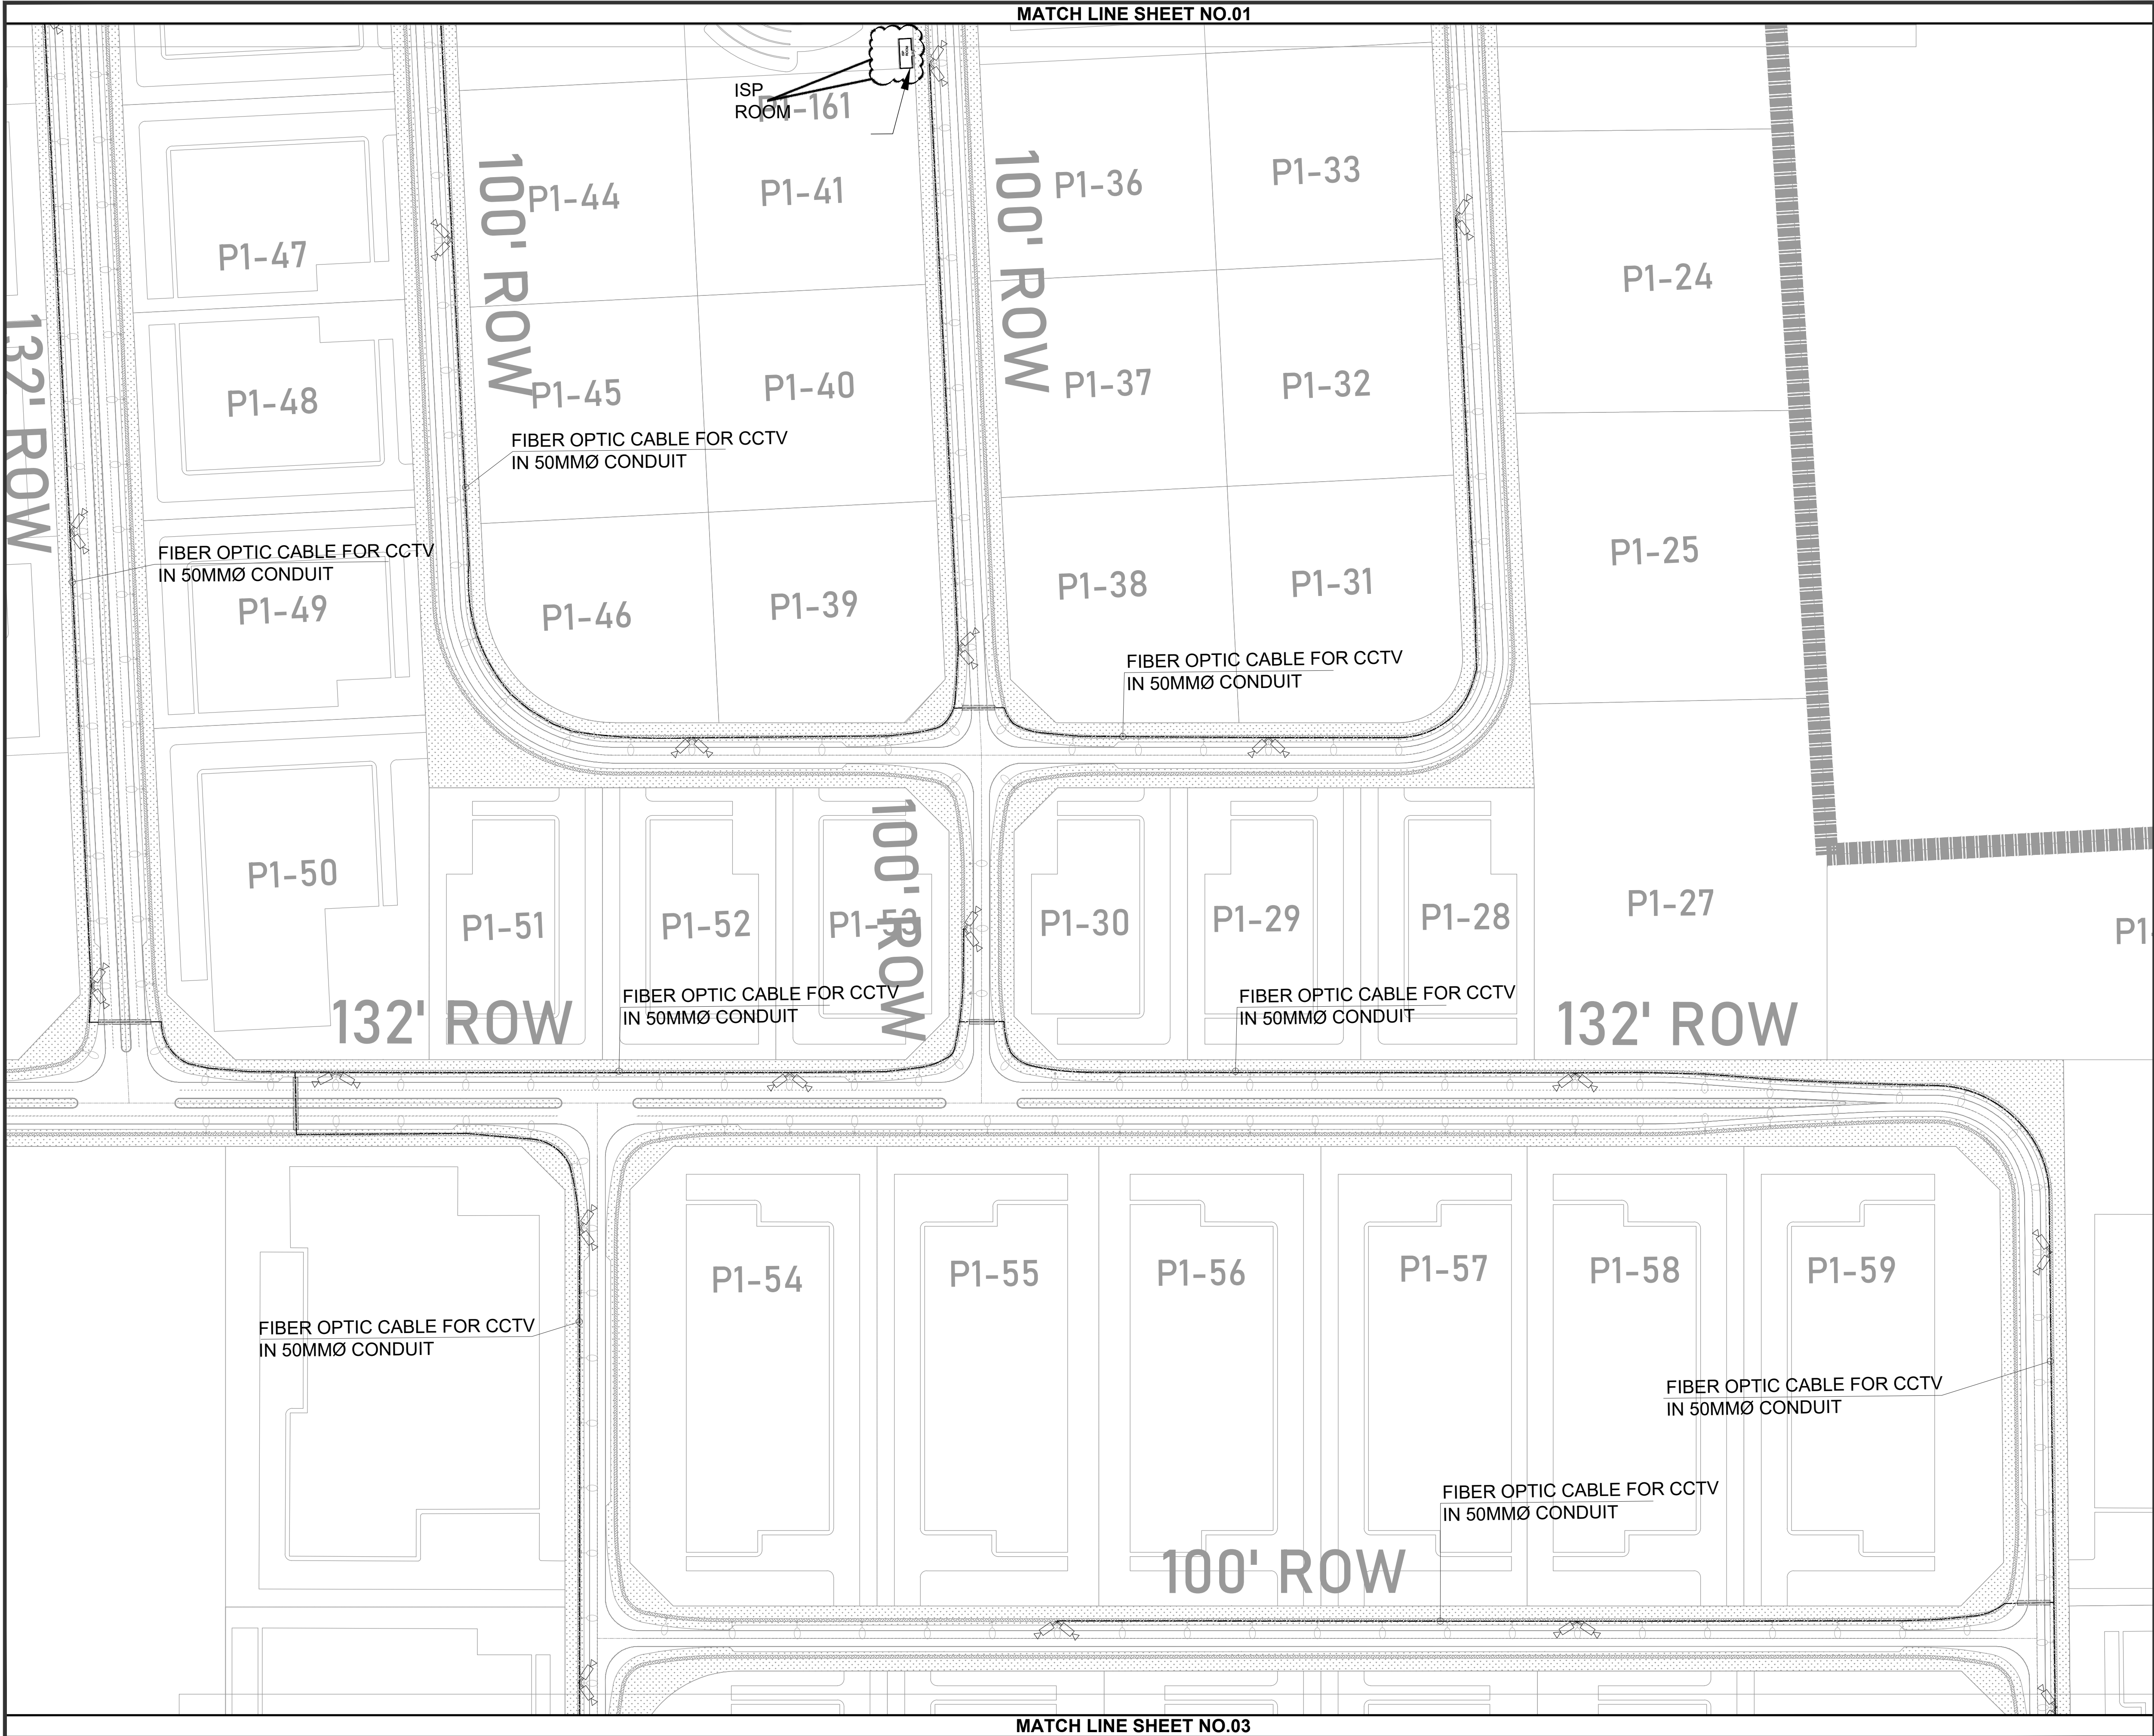 MATCH LINE SHEET NO.01
ISP
ROOM
P1-161
100' ROW
100' ROW
P1-44
P1-41
P1-36
P1-33
P1-47
P1-24
132' ROW
P1-48
P1-45
P1-40
P1-37
P1-32
FIBER OPTIC CABLE FOR CCTV
IN 50MMØ CONDUIT
FIBER OPTIC CABLE FOR CCTV
IN 50MMØ CONDUIT
P1-25
P1-49
P1-46
P1-39
P1-38
P1-31
FIBER OPTIC CABLE FOR CCTV
IN 50MMØ CONDUIT
100' ROW
P1-50
P1-51
P1-52
P1-53
P1-30
P1-29
P1-28
P1-27
P1-
132' ROW
FIBER OPTIC CABLE FOR CCTV
IN 50MMØ CONDUIT
FIBER OPTIC CABLE FOR CCTV
IN 50MMØ CONDUIT
132' ROW
P1-54
P1-55
P1-56
P1-57
P1-58
P1-59
FIBER OPTIC CABLE FOR CCTV
IN 50MMØ CONDUIT
FIBER OPTIC CABLE FOR CCTV
IN 50MMØ CONDUIT
FIBER OPTIC CABLE FOR CCTV
IN 50MMØ CONDUIT
100' ROW
MATCH LINE SHEET NO.03